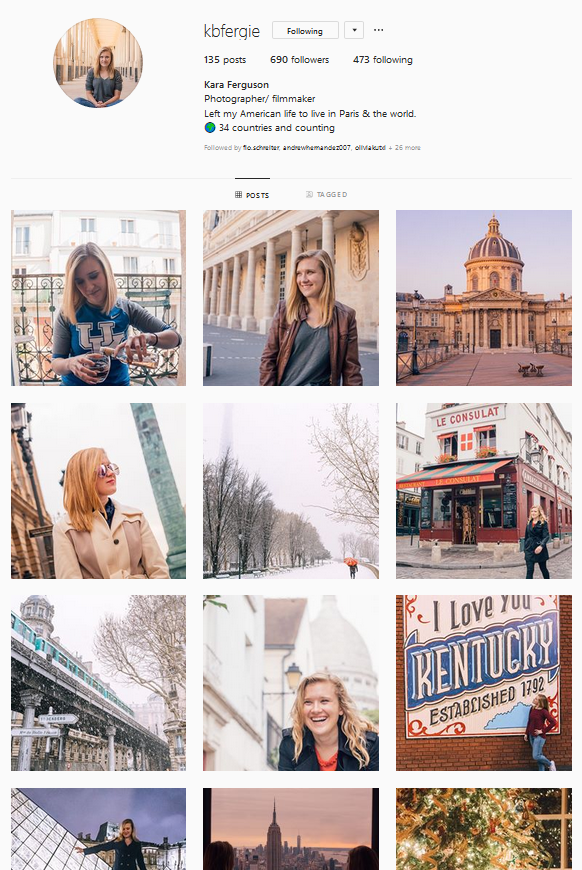 kbfergie Following
135 posts 690 followers 473 following
Kara Ferguson
Photographer/ filmmaker
Left my American life to live in Paris & the world.
34 countries and counting
Followed by flo.schreiter, andrewhernandez007, oliviakutxl + 26 more
POSTS TAGGED
UK
LE CONSULAT
LE CONSULAT
I Love You
KENTUCKY
ESTABLISHED 1792